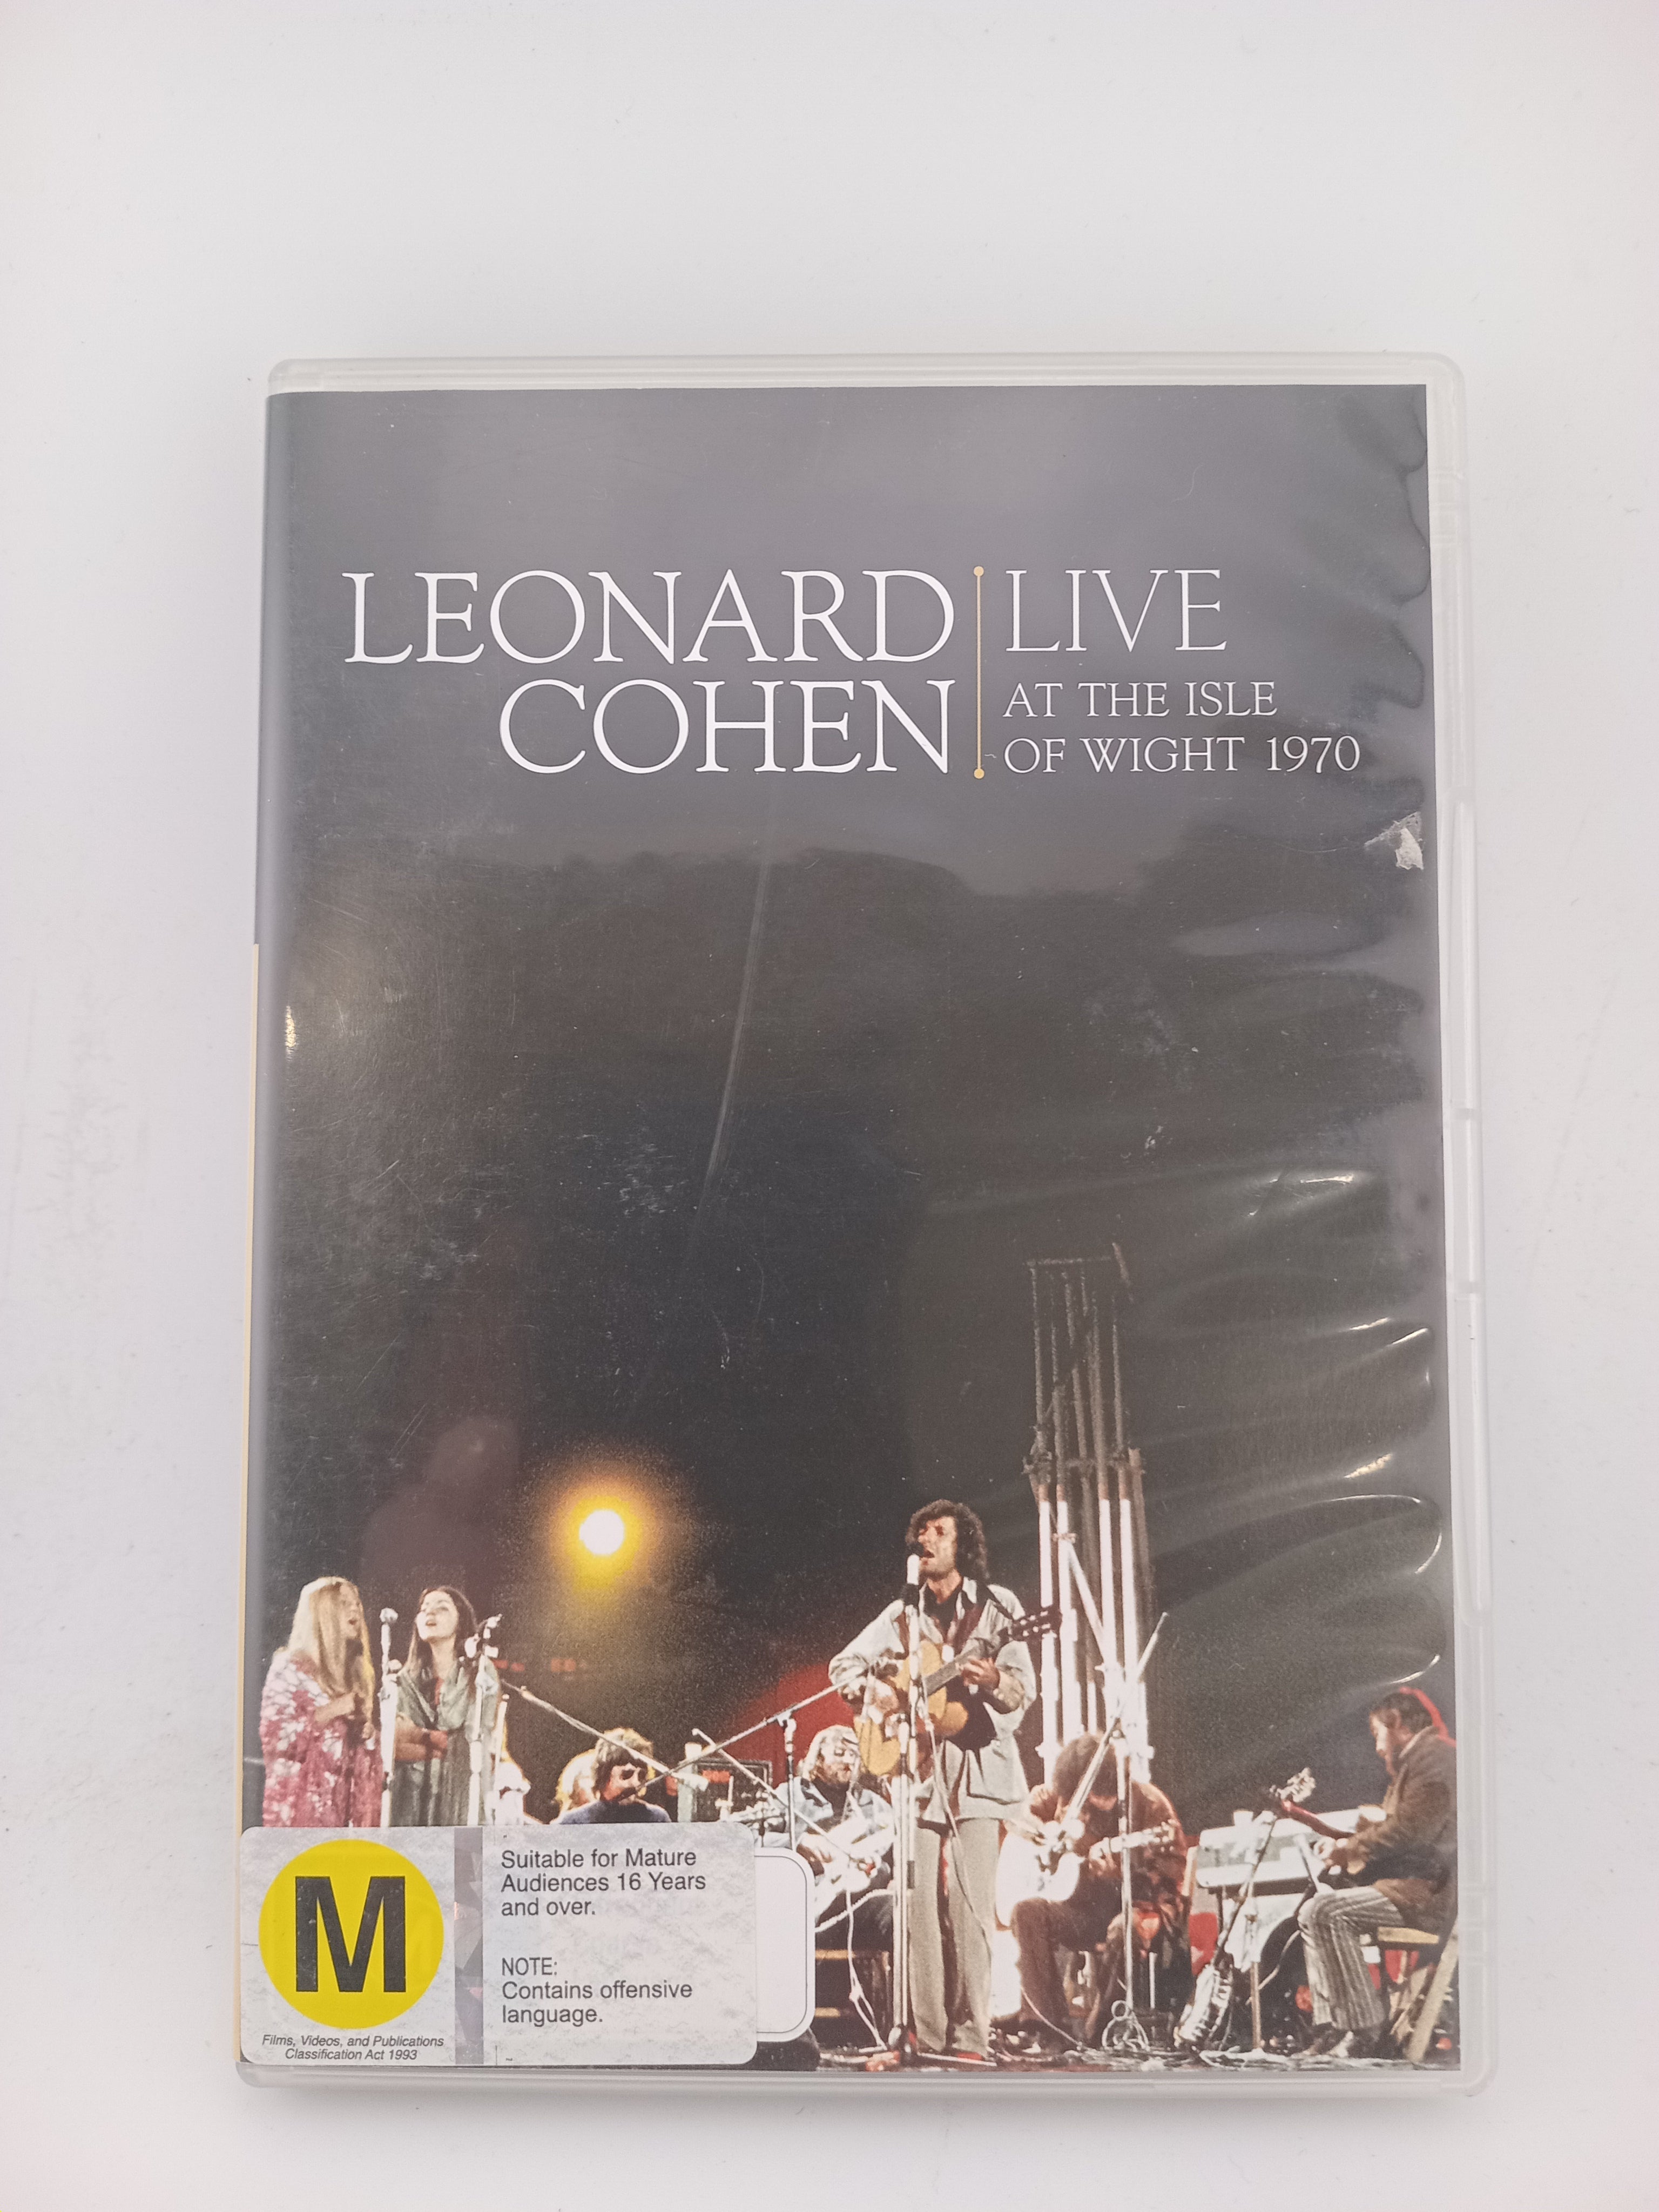 LEONARD
COHEN
LIVE
AT THE ISLE
OF WIGHT 1970
M
Films, Videos, and Publications
Classification Act 1993
Suitable for Mature
Audiences 16 Years
and over.
NOTE:
Contains offensive
language.